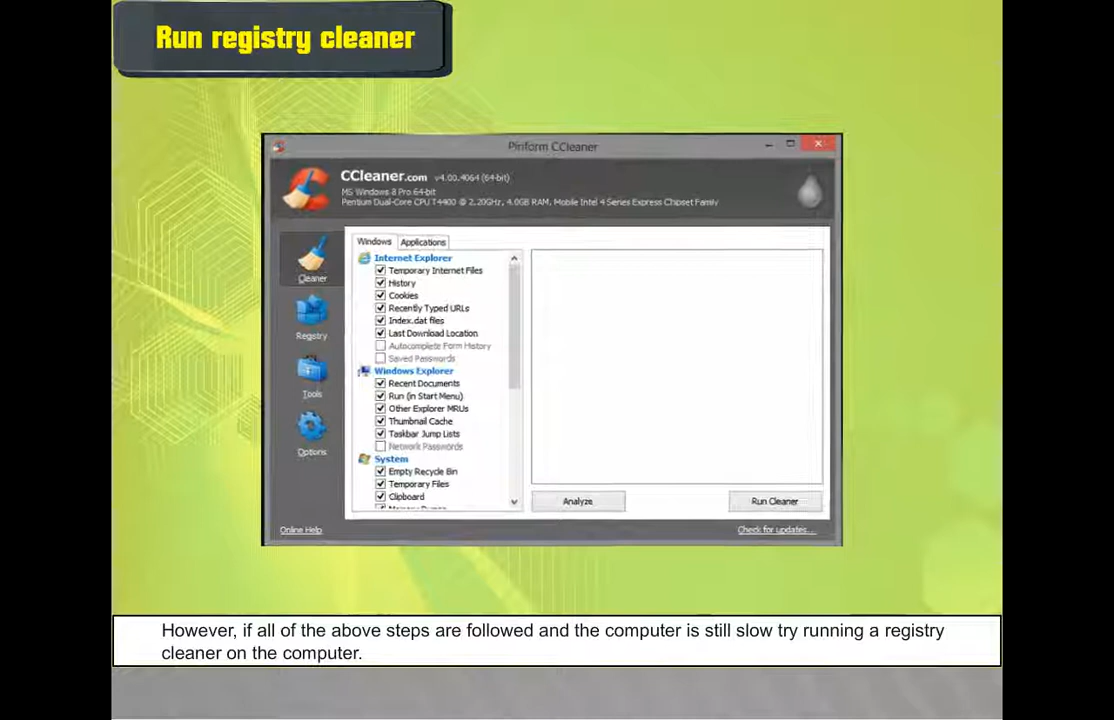 Run registry cleaner
Piriform CCleaner
CCleaner.com v4.00.4064 (64-bit)
MS Windows 8 Pro 64-bit
Pentium Dual-Core CPU T4400 @ 2.20GHz, 4.0GB RAM, Mobile Intel 4 Series Express Chipset Family
Cleaner
Registry
Tools
Options
Windows Applications
Internet Explorer
Temporary Internet Files
History
Cookies
Recently Typed URLs
Index.dat files
Last Download Location
Autocomplete Form History
Saved Passwords
Windows Explorer
Recent Documents
Run (in Start Menu)
Other Explorer MRUs
Thumbnail Cache
Taskbar Jump Lists
Network Passwords
System
Empty Recycle Bin
Temporary Files
Clipboard
Analyze Run Cleaner
Online Help Check for updates...
However, if all of the above steps are followed and the computer is still slow try running a registry
cleaner on the computer.